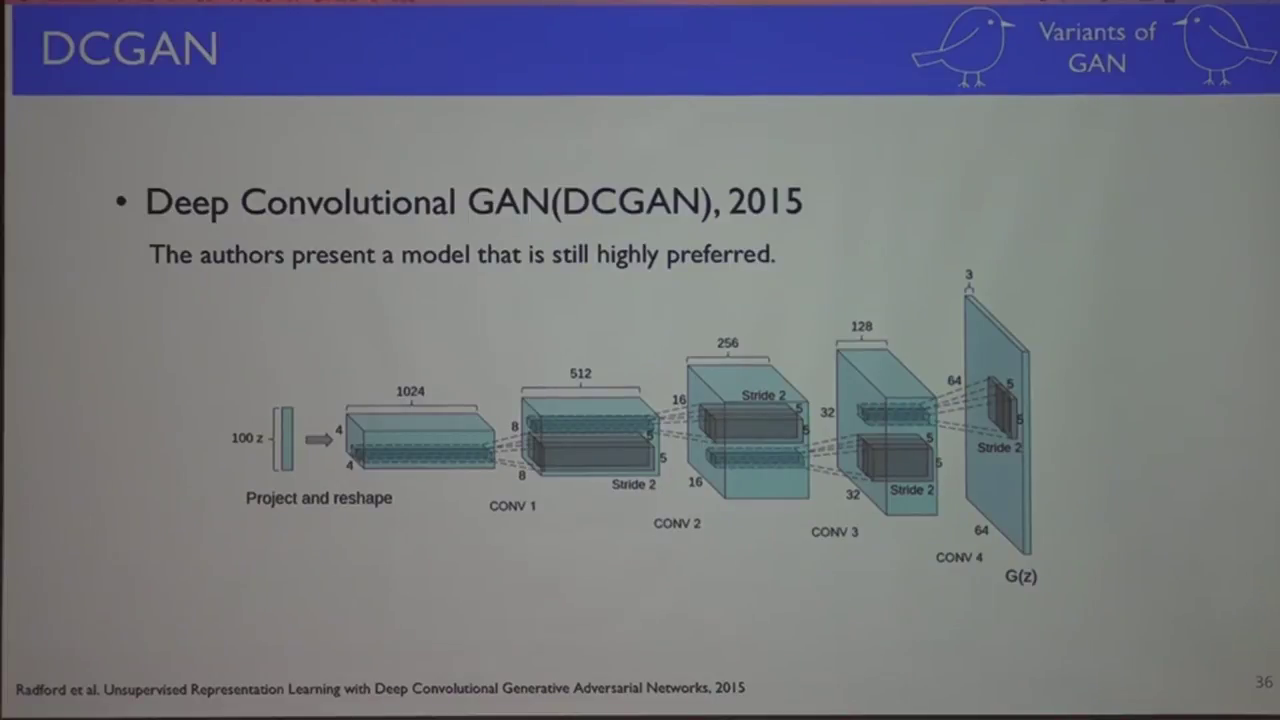 DCGAN
Variants of
GAN
• Deep Convolutional GAN(DCGAN), 2015
The authors present a model that is still highly preferred.
3
128
256
512
1024
64
5
16
Stride 2
5
32
5
8
4
100 z
5
5
5
Stride 2
5
5
4
8
Stride 2
16
Stride 2
32
Project and reshape
CONV 1
CONV 2
CONV 3
64
CONV 4
G(z)
Radford et al. Unsupervised Representation Learning with Deep Convolutional Generative Adversarial Networks, 2015
36